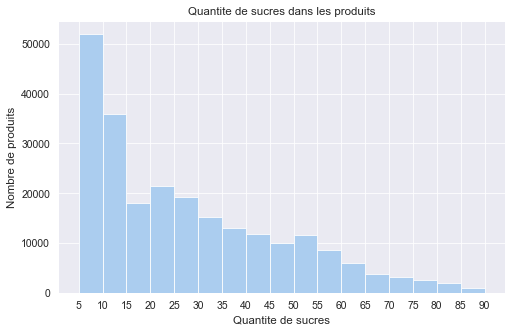 Quantite de sucres dans les produits
Nombre de produits
50000
40000
30000
20000
10000
0
5 10 15 20 25 30 35 40 45 50 55 60 65 70 75 80 85 90
Quantite de sucres